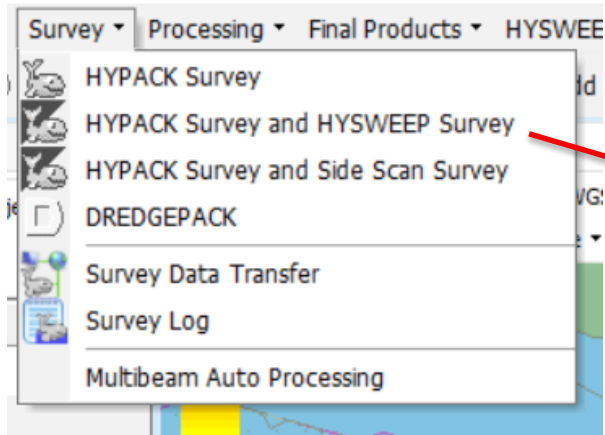 Survey Processing Final Products HYSWEE
HYPACK Survey
HYPACK Survey and HYSWEEP Survey
HYPACK Survey and Side Scan Survey
DREDGEPACK
Survey Data Transfer
Survey Log
Multibeam Auto Processing